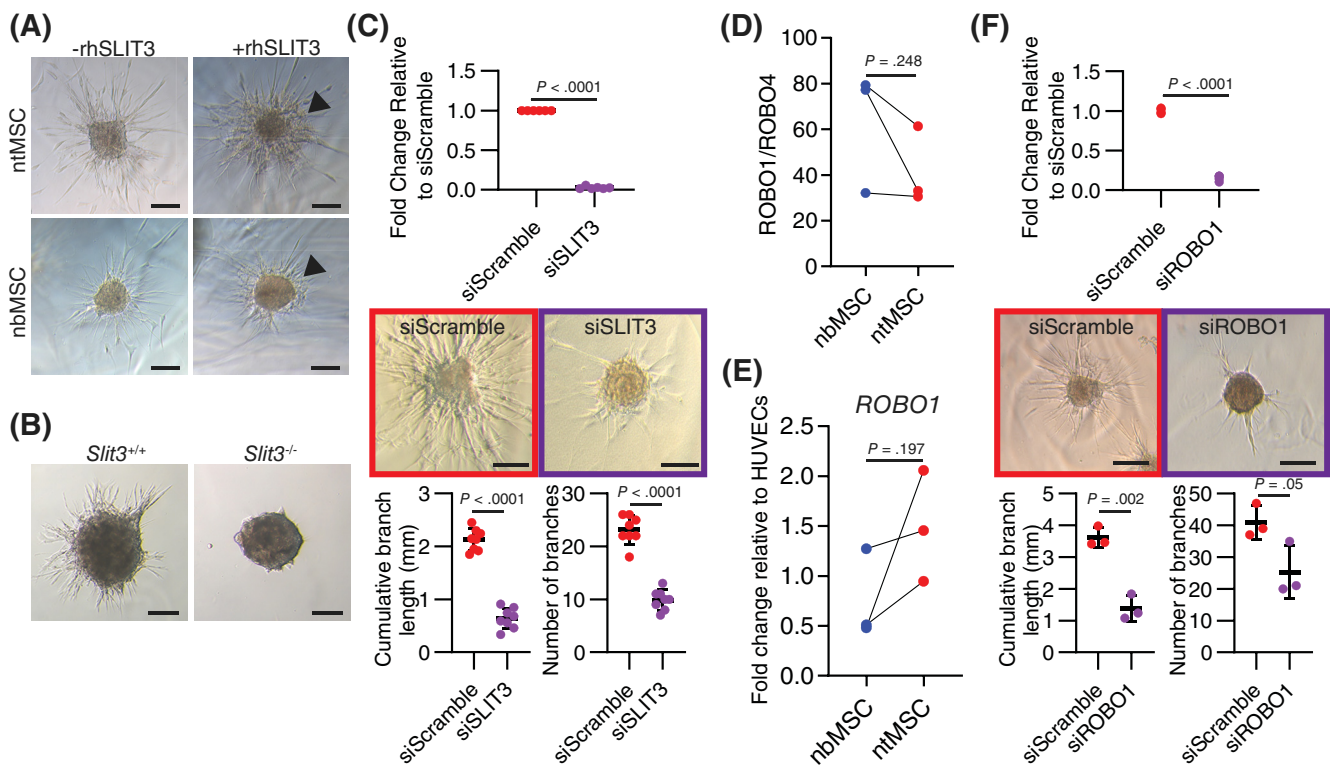 (A)
-rhSLIT3
+rhSLIT3
ntMSC
nbMSC
(B)
Slit3+/+
Slit3-/-
(C)
Fold Change Relative
to siScramble
1.5
1.0
0.5
0.0
P < .0001
siScramble
siSLIT3
siScramble
siSLIT3
Cumulative branch
length (mm)
3
2
1
0
P < .0001
siScramble
siSLIT3
Number of branches
30
20
10
0
P < .0001
siScramble
siSLIT3
(D)
ROBO1/ROBO4
100
80
60
40
20
0
P = .248
nbMSC
ntMSC
(E)
ROBO1
Fold change relative to HUVECs
2.5
2.0
1.5
1.0
0.5
0.0
P = .197
nbMSC
ntMSC
(F)
Fold Change Relative
to siScramble
1.5
1.0
0.5
0.0
P < .0001
siScramble
siROBO1
siScramble
siROBO1
Cumulative branch
length (mm)
5
4
3
2
1
0
P = .002
siScramble
siROBO1
Number of branches
50
40
30
20
10
0
P = .05
siScramble
siROBO1